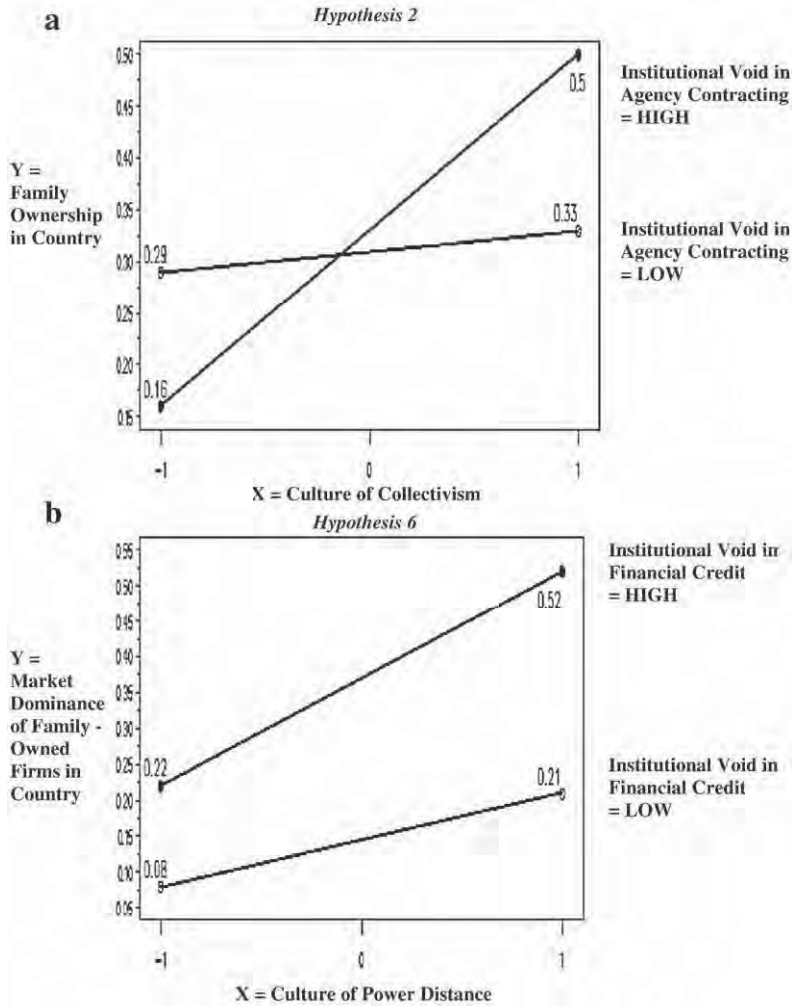 a
Hypothesis 2
0.50
0.45
0.40
0.35
0.30
0.25
0.20
0.15
Y =
Family
Ownership
in Country
0.29
0.16
0.5
0.33
Institutional Void in
Agency Contracting
= HIGH
Institutional Void in
Agency Contracting
= LOW
-1
0
1
X = Culture of Collectivism
b
Hypothesis 6
0.55
0.50
0.45
0.40
0.35
0.30
0.25
0.20
0.15
0.10
0.05
Y =
Market
Dominance
of Family -
Owned
Firms in
Country
0.22
0.08
0.52
0.21
Institutional Void in
Financial Credit
= HIGH
Institutional Void in
Financial Credit
= LOW
-1
0
1
X = Culture of Power Distance